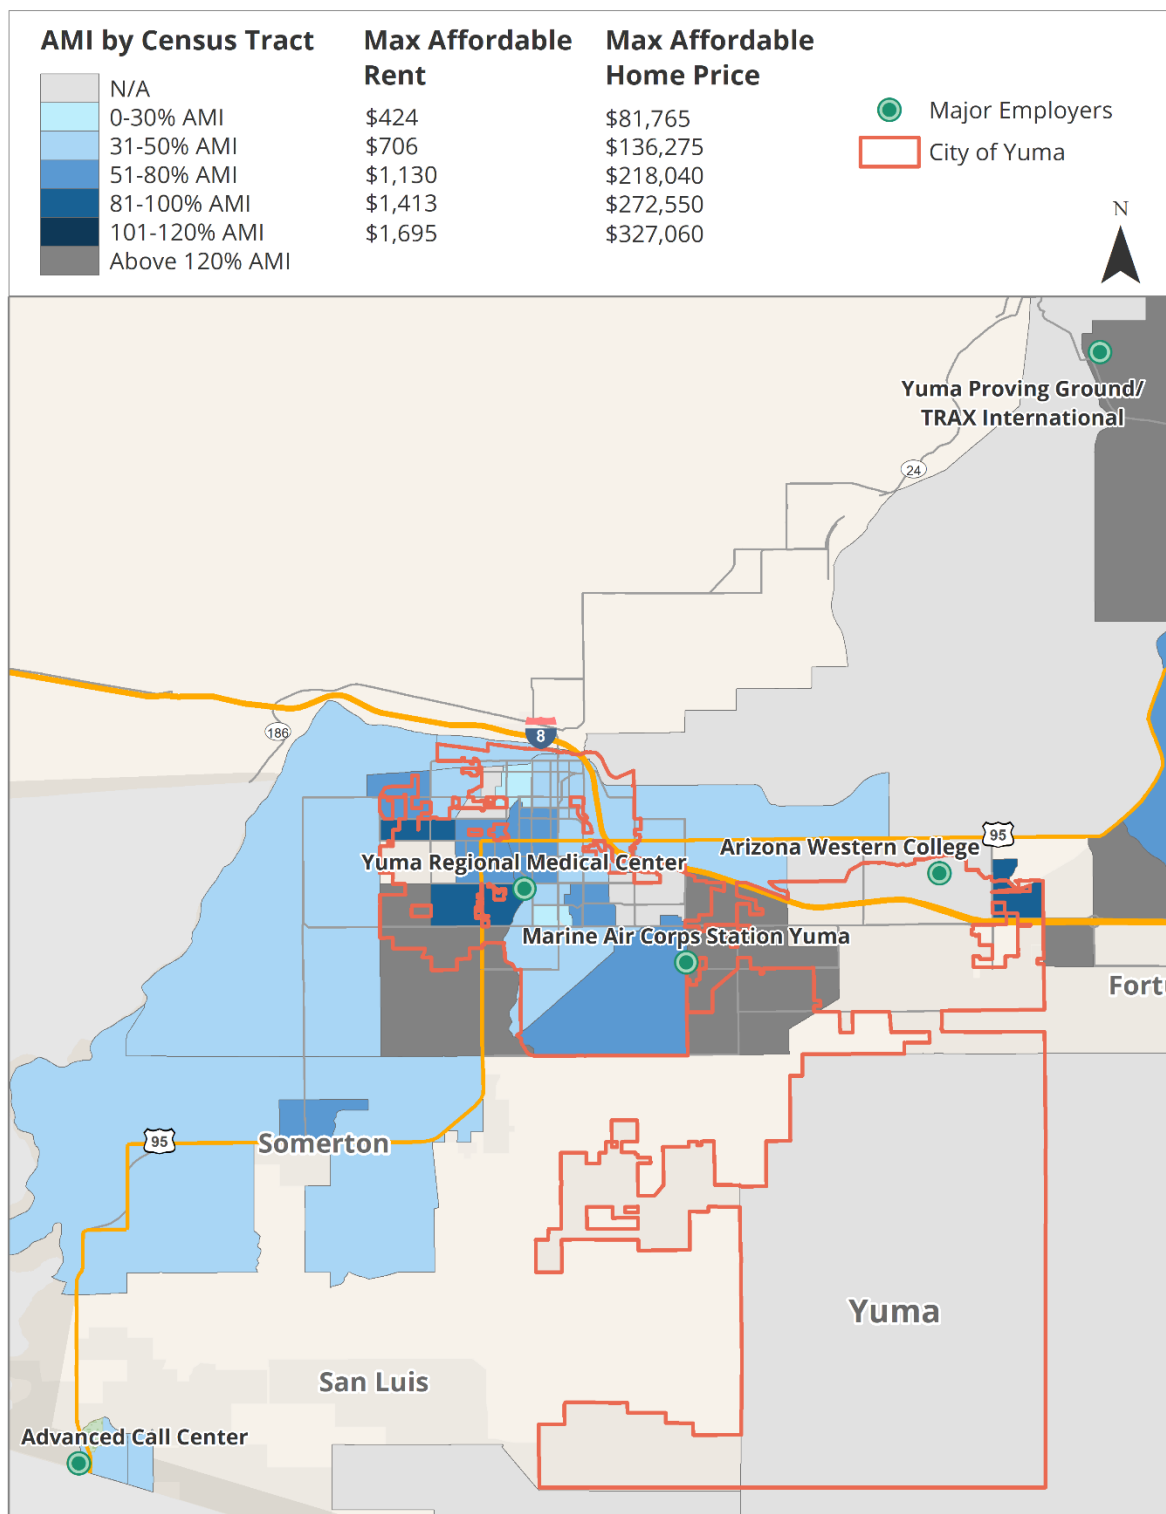 AMI by Census Tract
N/A
0-30% AMI
31-50% AMI
51-80% AMI
81-100% AMI
101-120% AMI
Above 120% AMI
Max Affordable
Rent
$424
$706
$1,130
$1,413
$1,695
Max Affordable
Home Price
$81,765
$136,275
$218,040
$272,550
$327,060
Major Employers
City of Yuma
N
Yuma Proving Ground/
TRAX International
24
186
8
95
Arizona Western College
Yuma Regional Medical Center
Marine Air Corps Station Yuma
Fortu
95
Somerton
Yuma
San Luis
Advanced Call Center